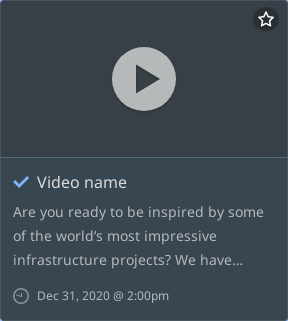 Video name
Are you ready to be inspired by some
of the world’s most impressive
infrastructure projects? We have...
Dec 31, 2020 @ 2:00pm